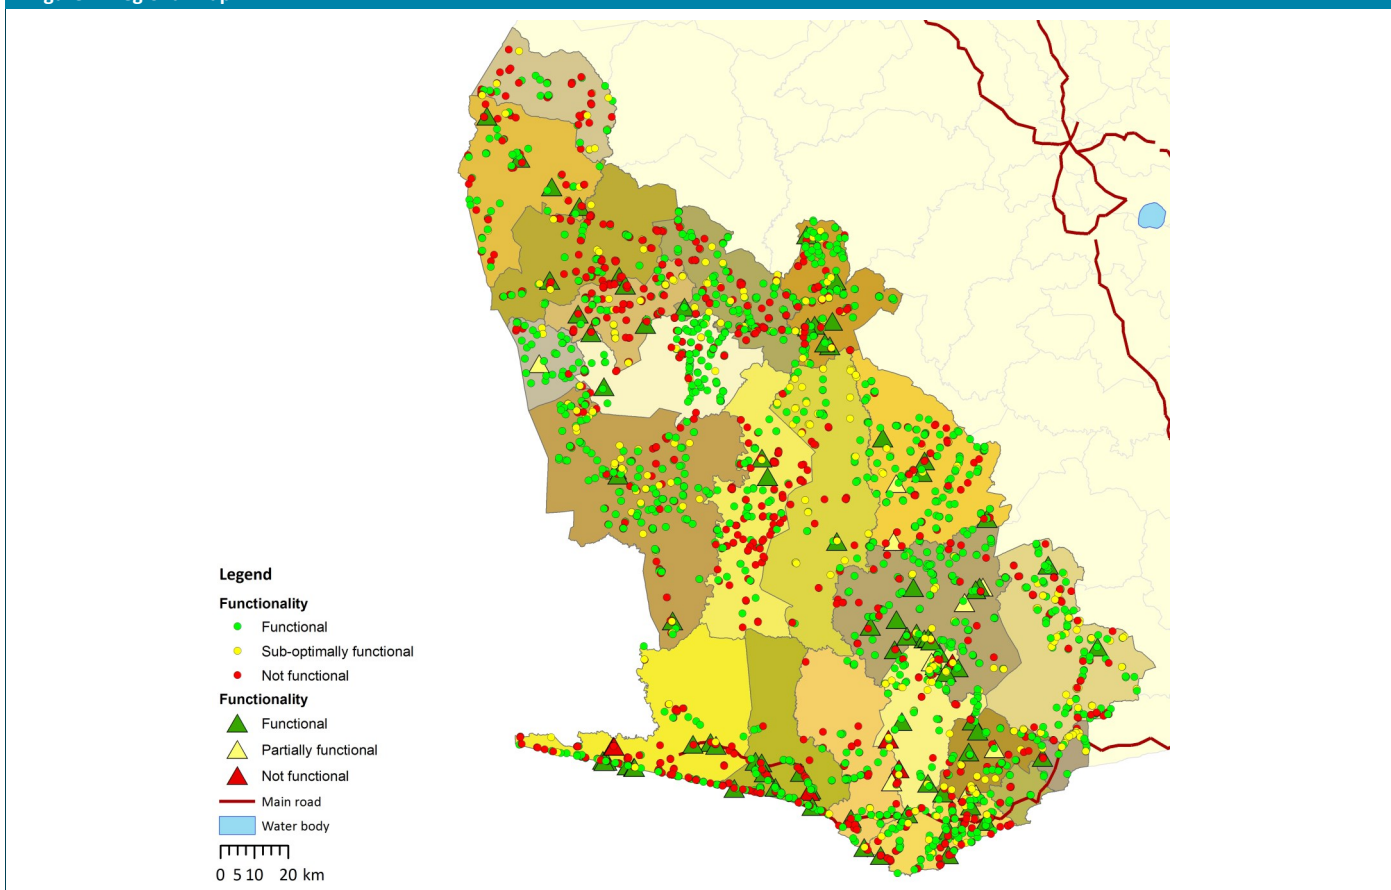 Legend
Functionality
Functional
Sub-optimally functional
Not functional
Functionality
Functional
Partially functional
Not functional
Main road
Water body
0 5 10 20 km